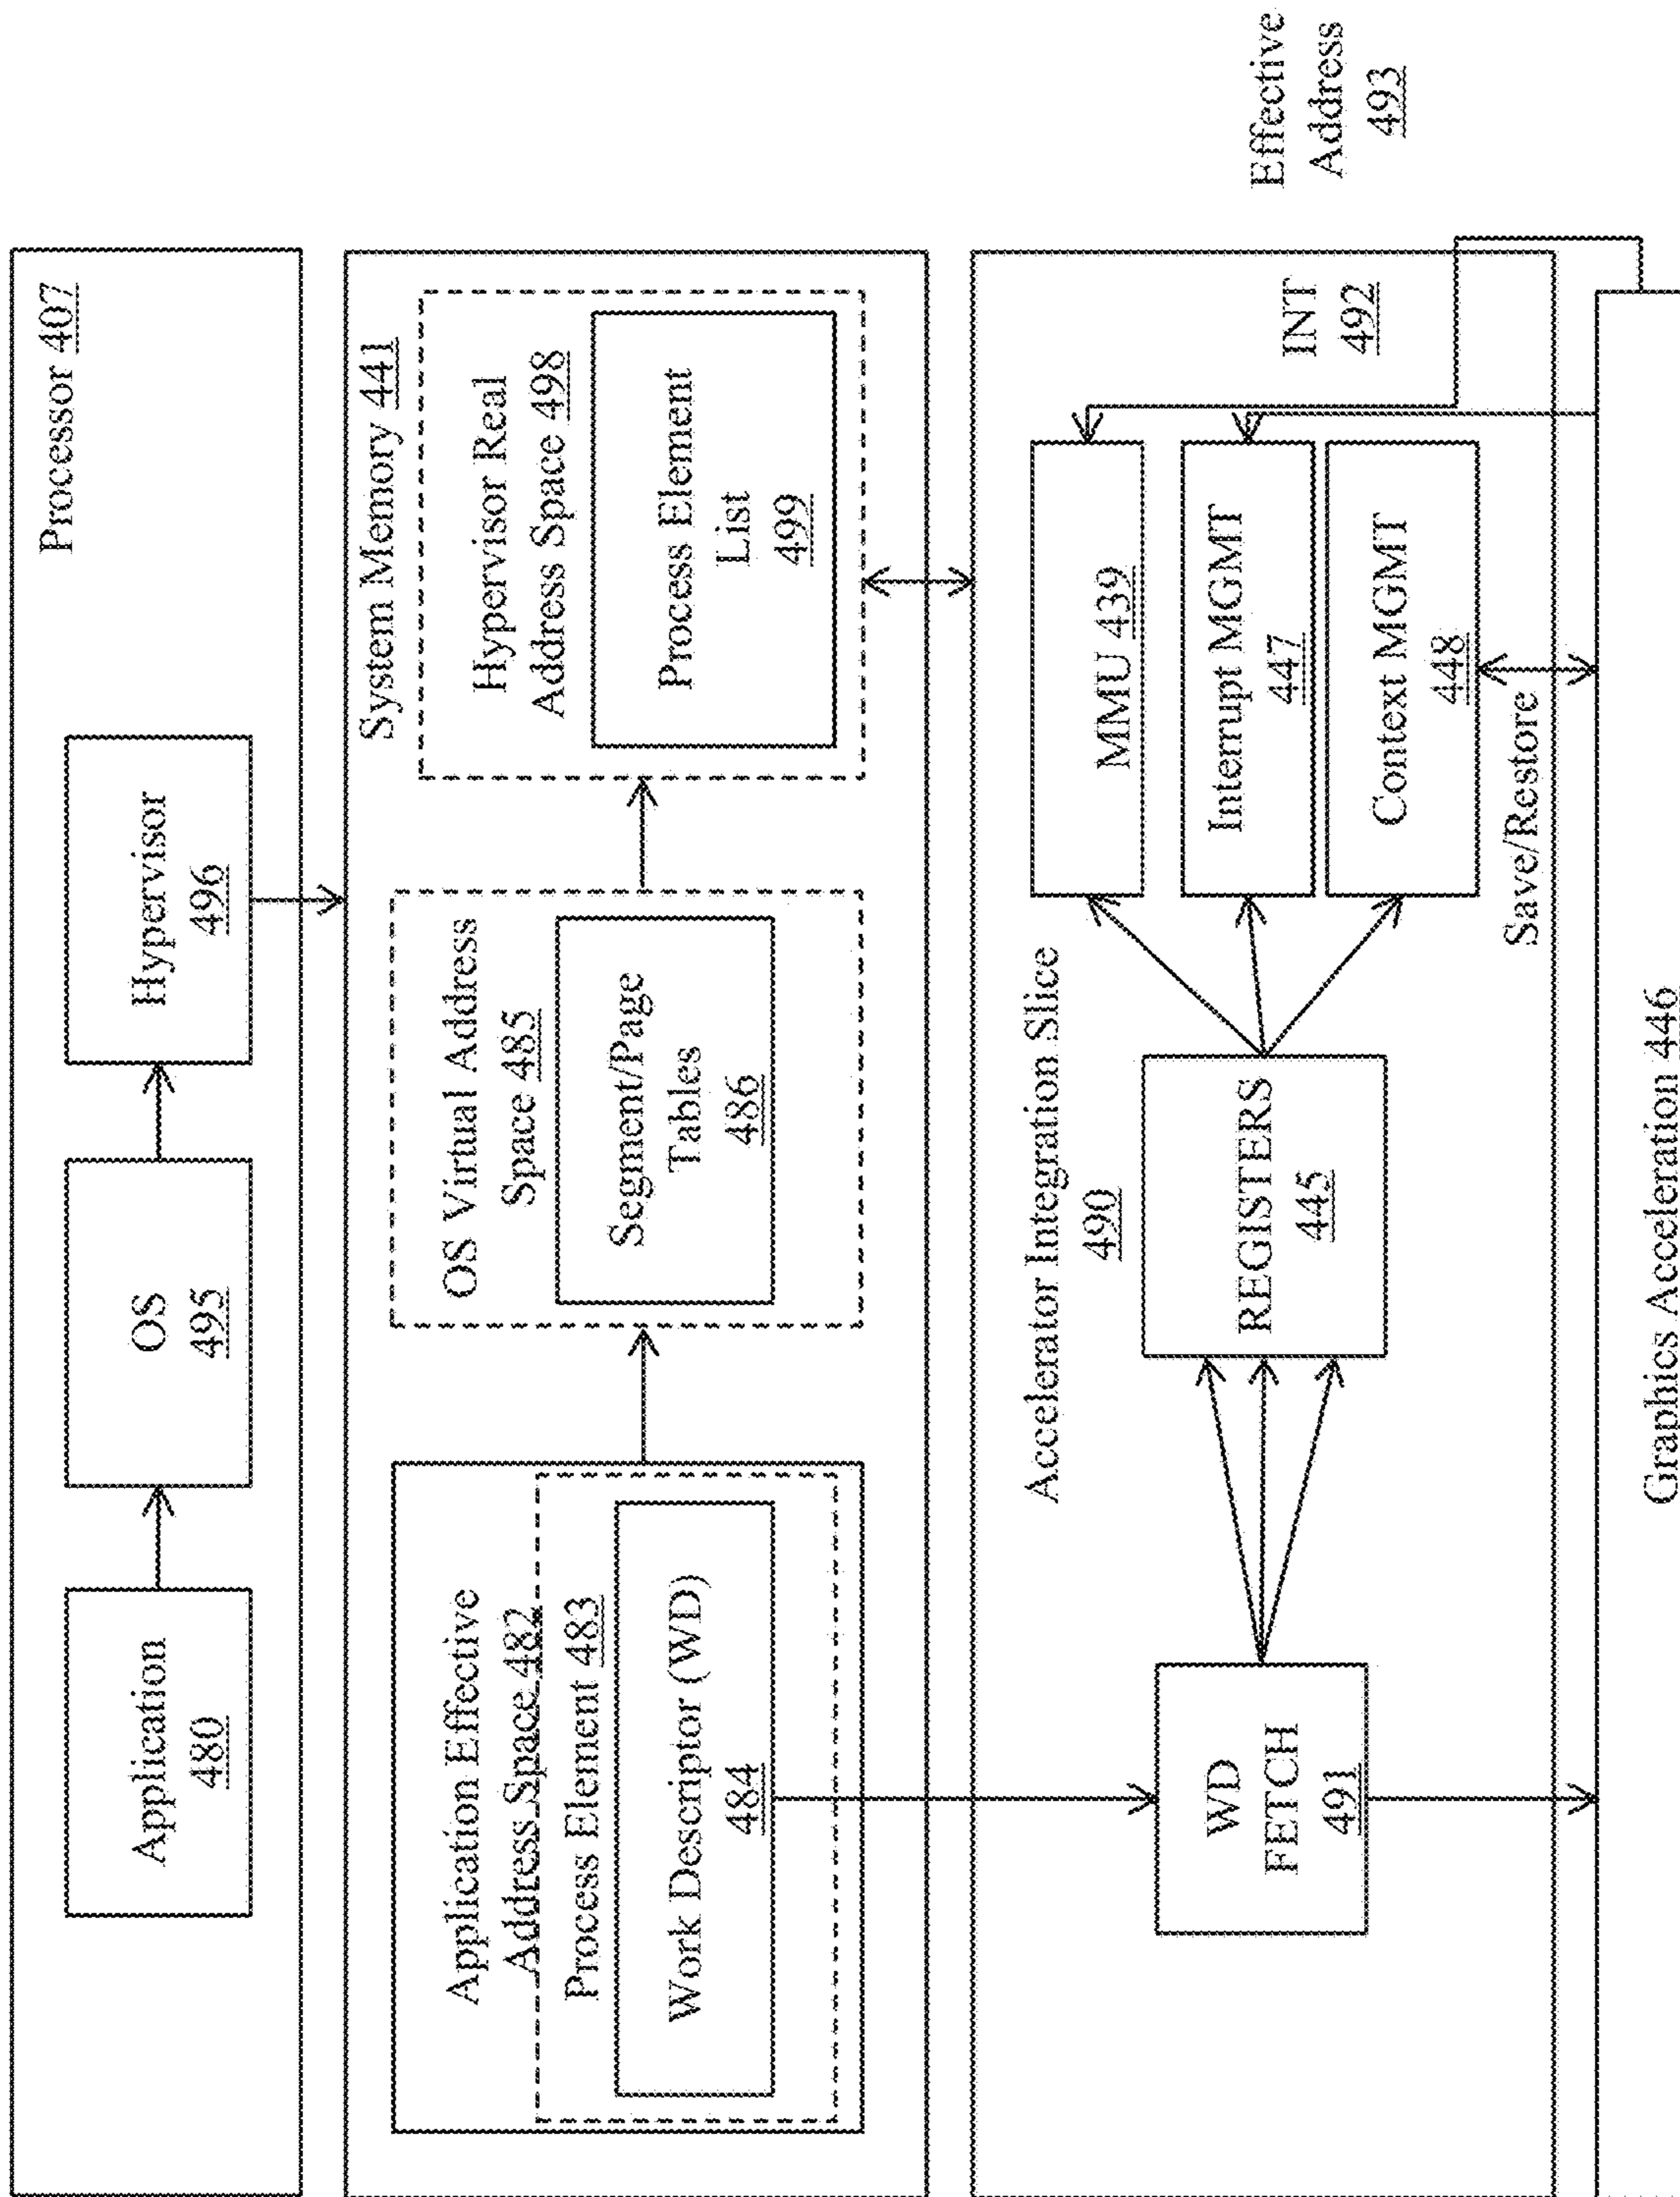 Processor 407
Application
480
OS
495
Hypervisor
496
System Memory 441
Application Effective
Address Space 482
Process Element 483
Work Descriptor (WD)
484
OS Virtual Address
Space 485
Segment/Page
Tables
486
Hypervisor Real
Address Space 498
Process Element
List
499
Accelerator Integration Slice
490
WD
FETCH
491
REGISTERS
445
MMU 439
Interrupt MGMT
447
Context MGMT
448
INT
492
Save/Restore
Effective
Address
493
Graphics Acceleration 446